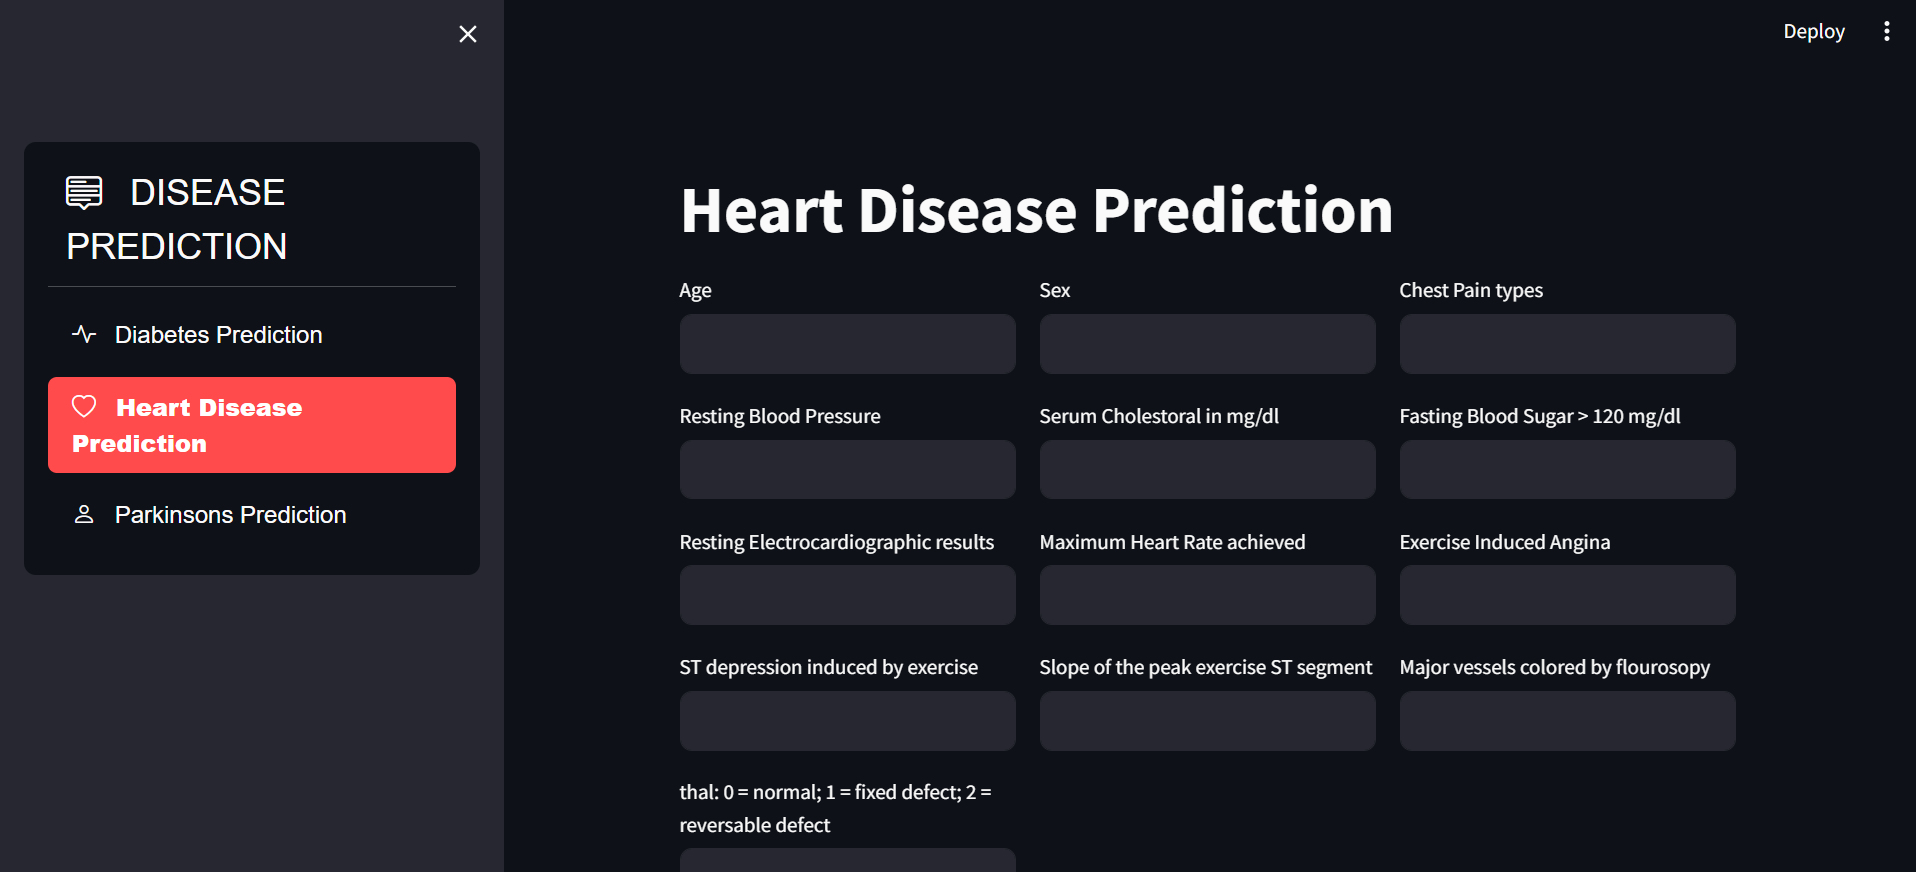 Deploy
DISEASE
PREDICTION
Diabetes Prediction
Heart Disease
Prediction
Parkinsons Prediction
Heart Disease Prediction
Age
Sex
Chest Pain types
Resting Blood Pressure
Serum Cholestoral in mg/dl
Fasting Blood Sugar > 120 mg/dl
Resting Electrocardiographic results
Maximum Heart Rate achieved
Exercise Induced Angina
ST depression induced by exercise
Slope of the peak exercise ST segment
Major vessels colored by flourosopy
thal: 0 = normal; 1 = fixed defect; 2 =
reversable defect